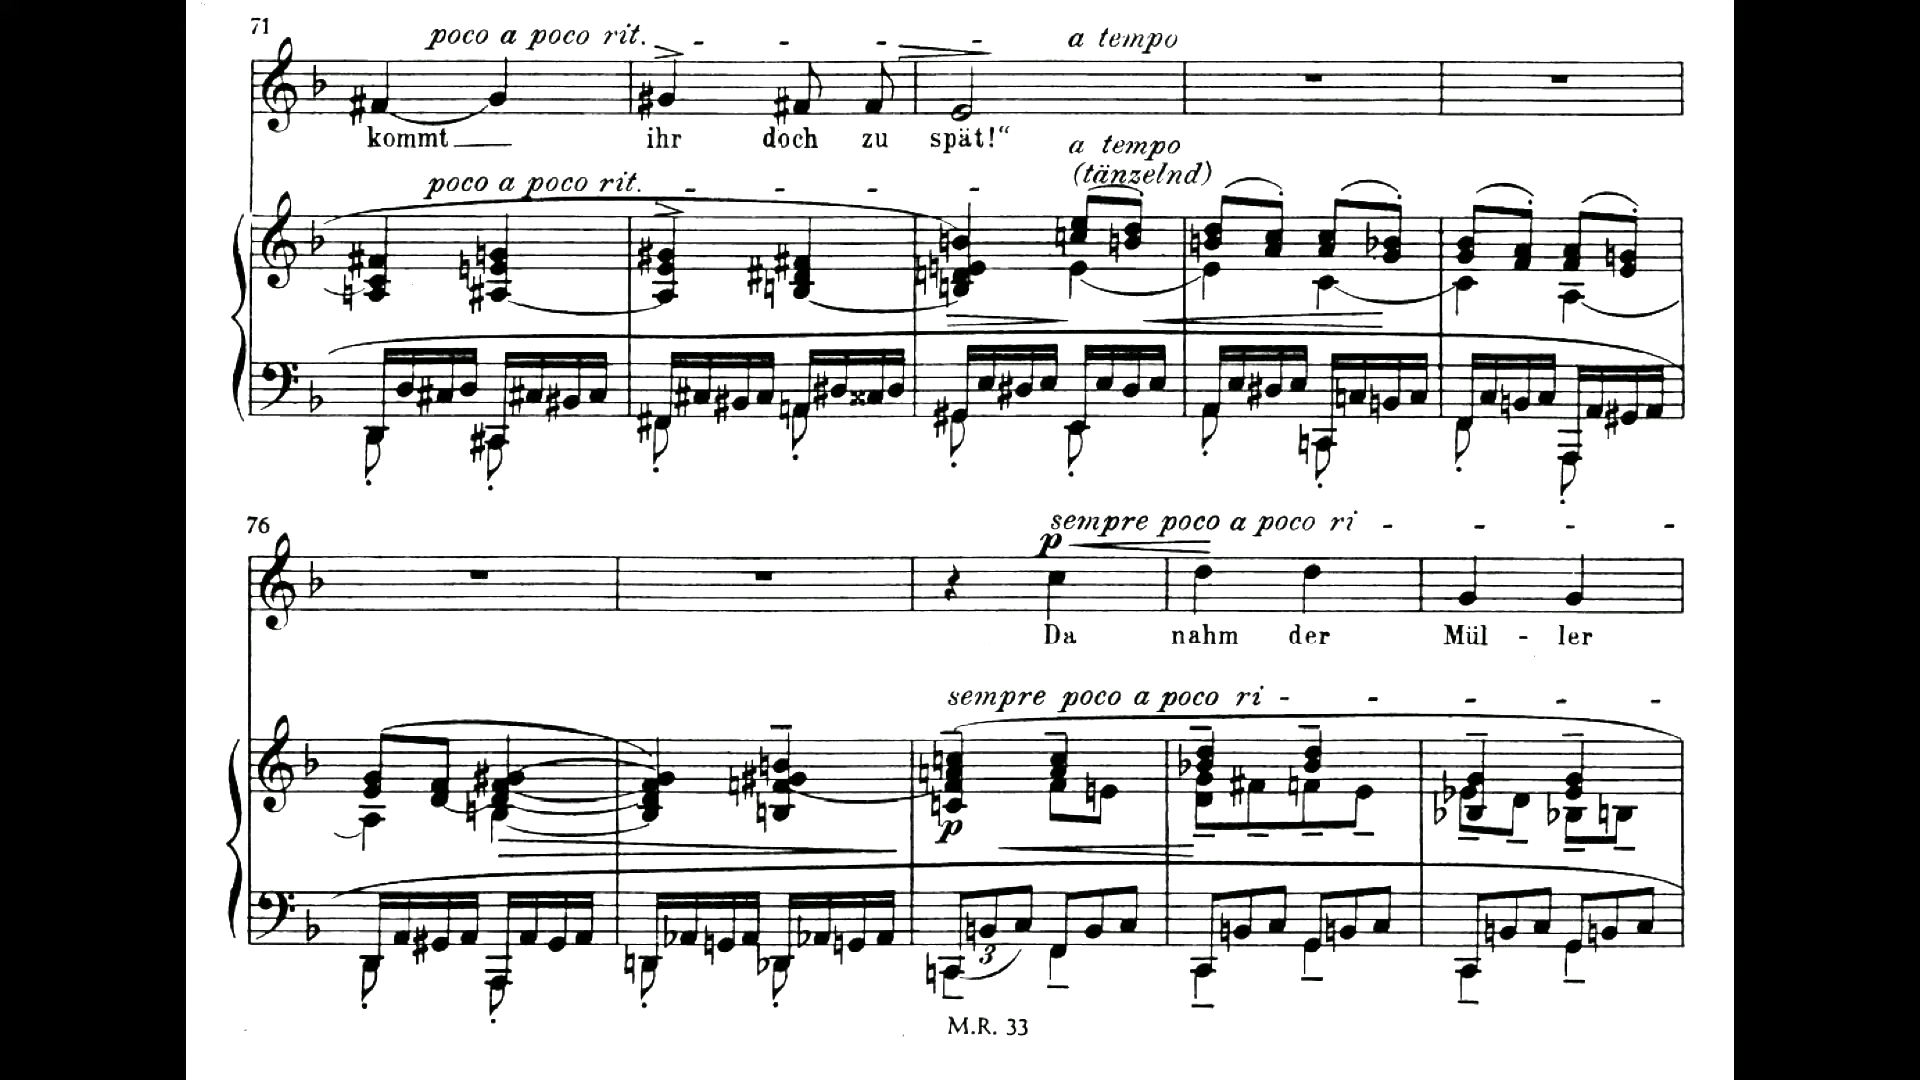 71
poco a poco rit. - - - - a tempo
kommt ihr doch zu spät!“
a tempo
(tänzelnd)
poco a poco rit. - - - -
76
sempre poco a poco ri - - - -
p
Da nahm der Mül - ler
sempre poco a poco ri - - - - -
p
3
M.R. 33